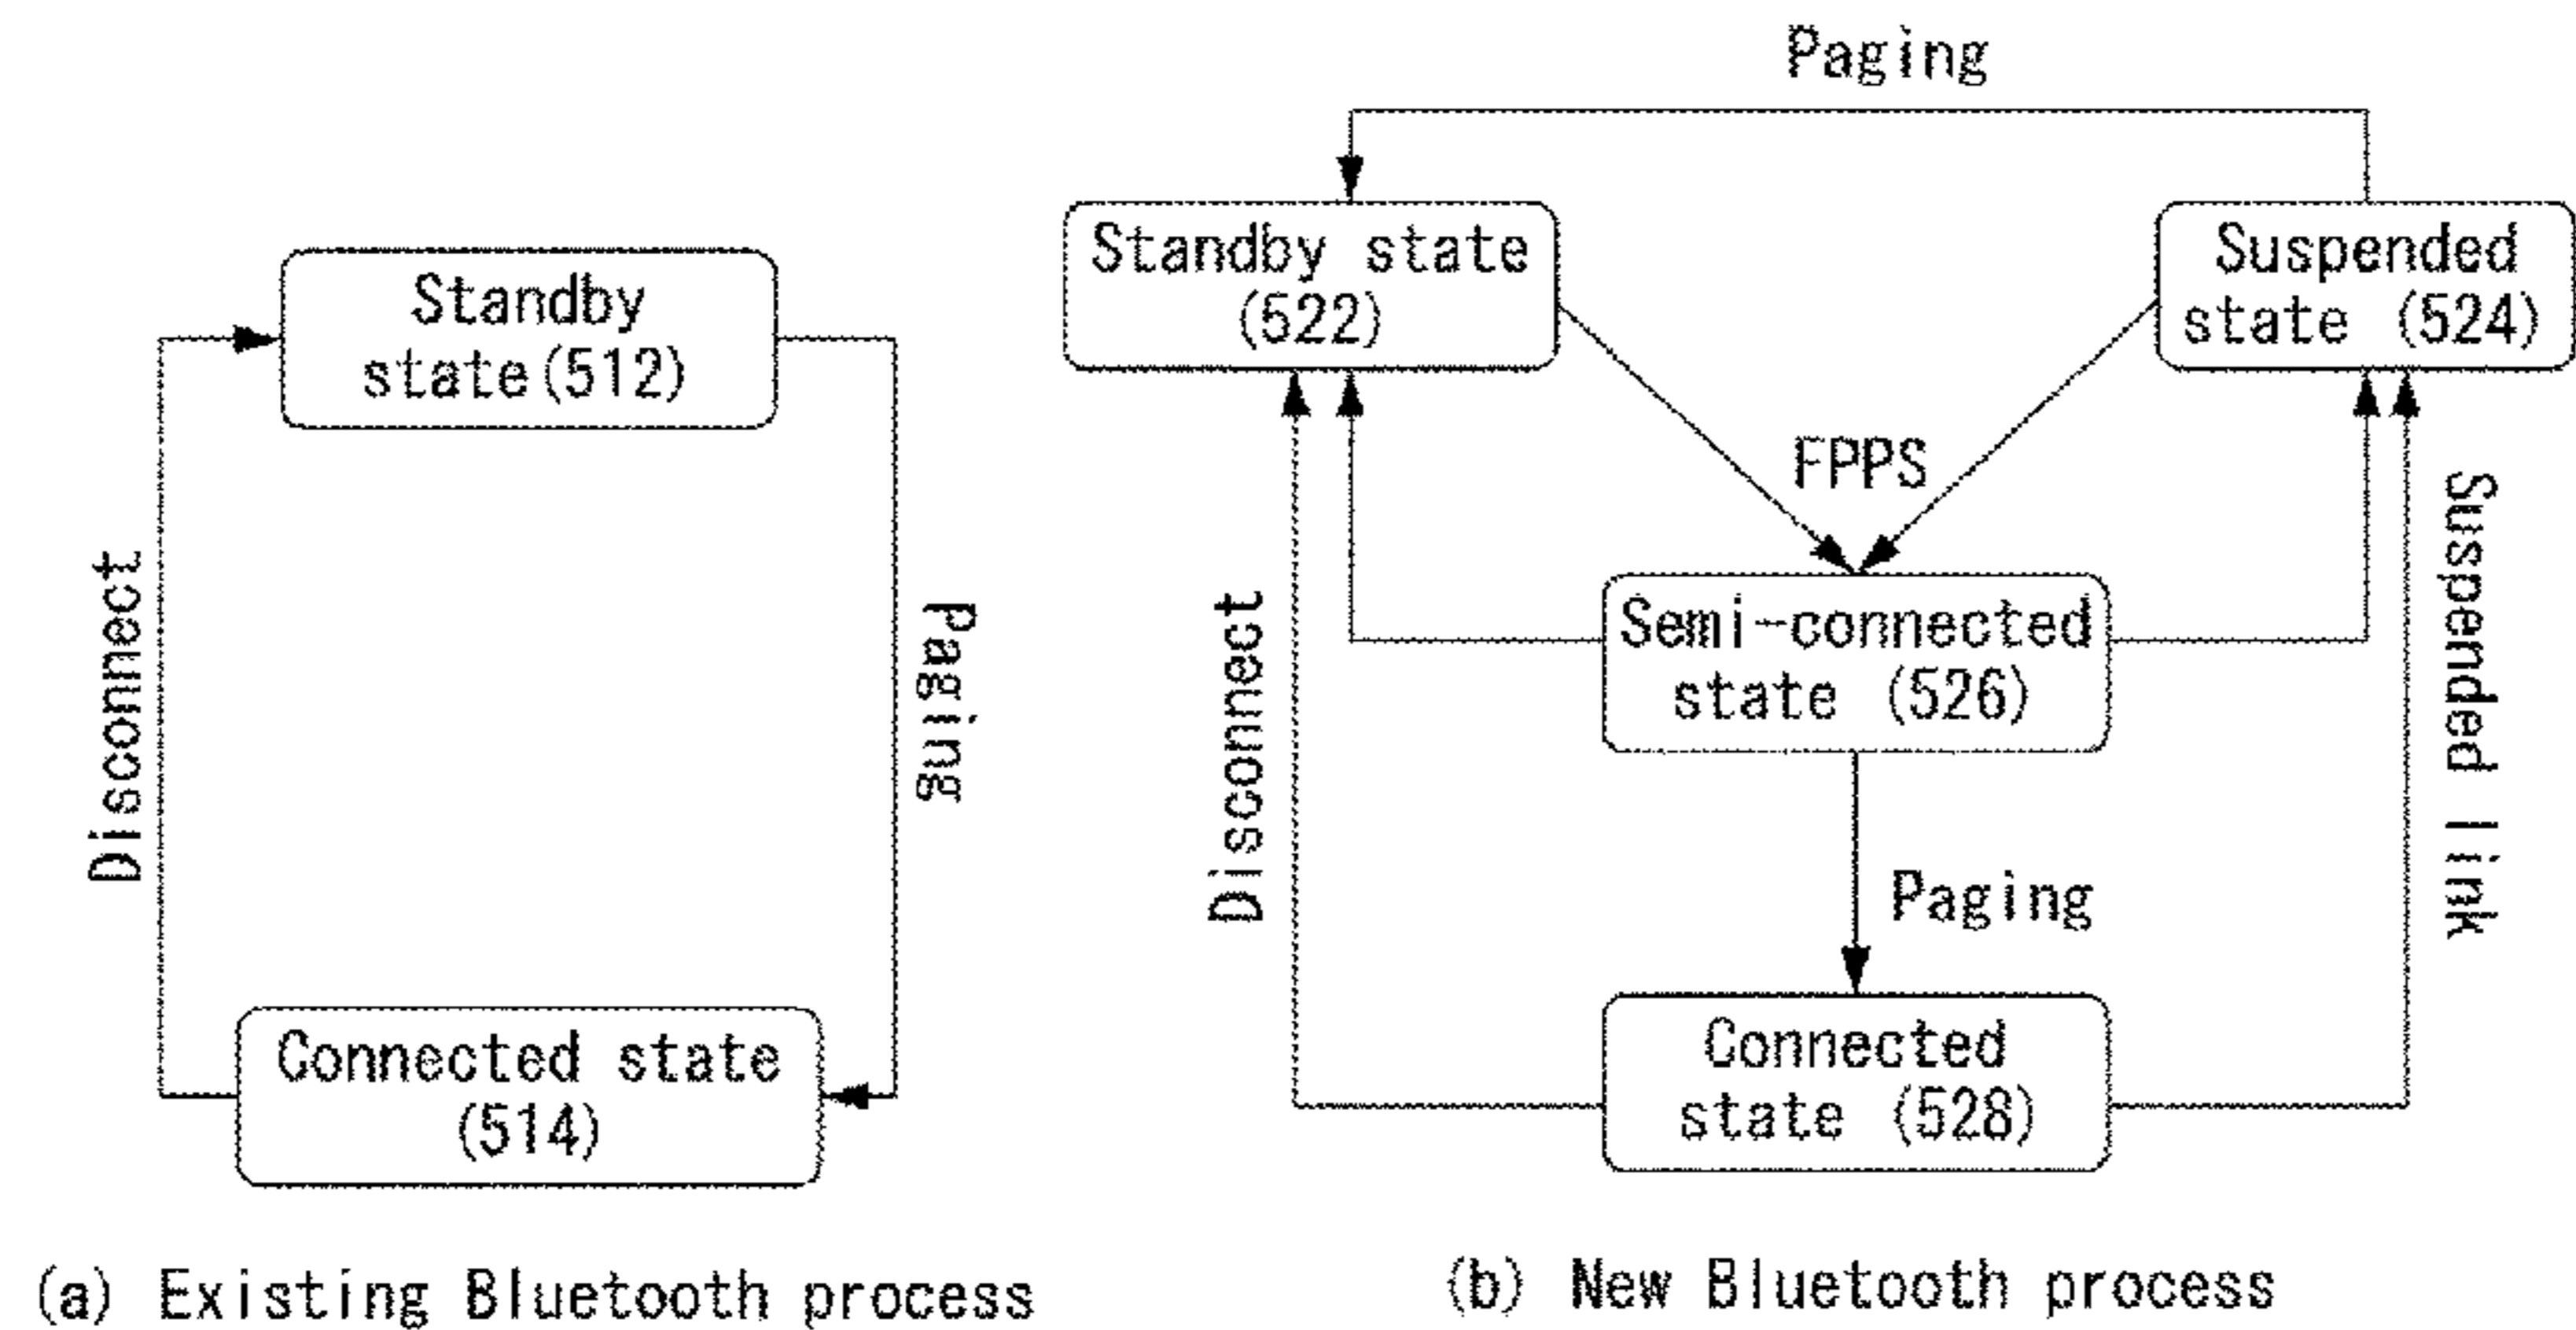 Standby
state(512)
Disconnect
Paging
Connected state
(514)
(a) Existing Bluetooth process
Paging
Standby state
(522)
Suspended
state (524)
FPPS
Semi-connected
state (526)
Disconnect
Suspended link
Paging
Connected
state (528)
(b) New Bluetooth process